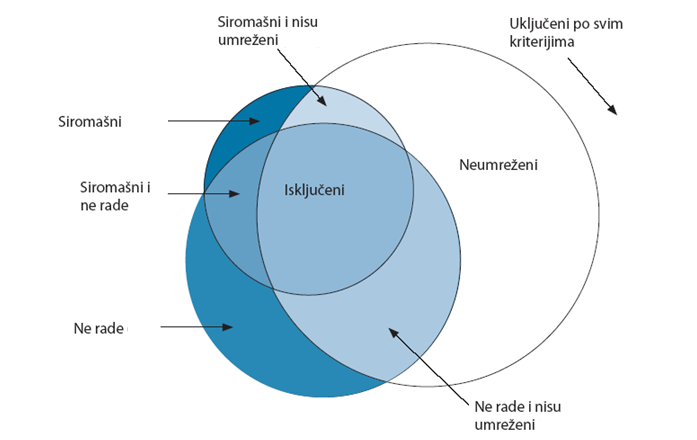 Siromašni i nisu
umreženi
Uključeni po svim
kriterijima
Siromašni
Neumreženi
Siromašni i
ne rade
Isključeni
Ne rade
Ne rade i nisu
umreženi